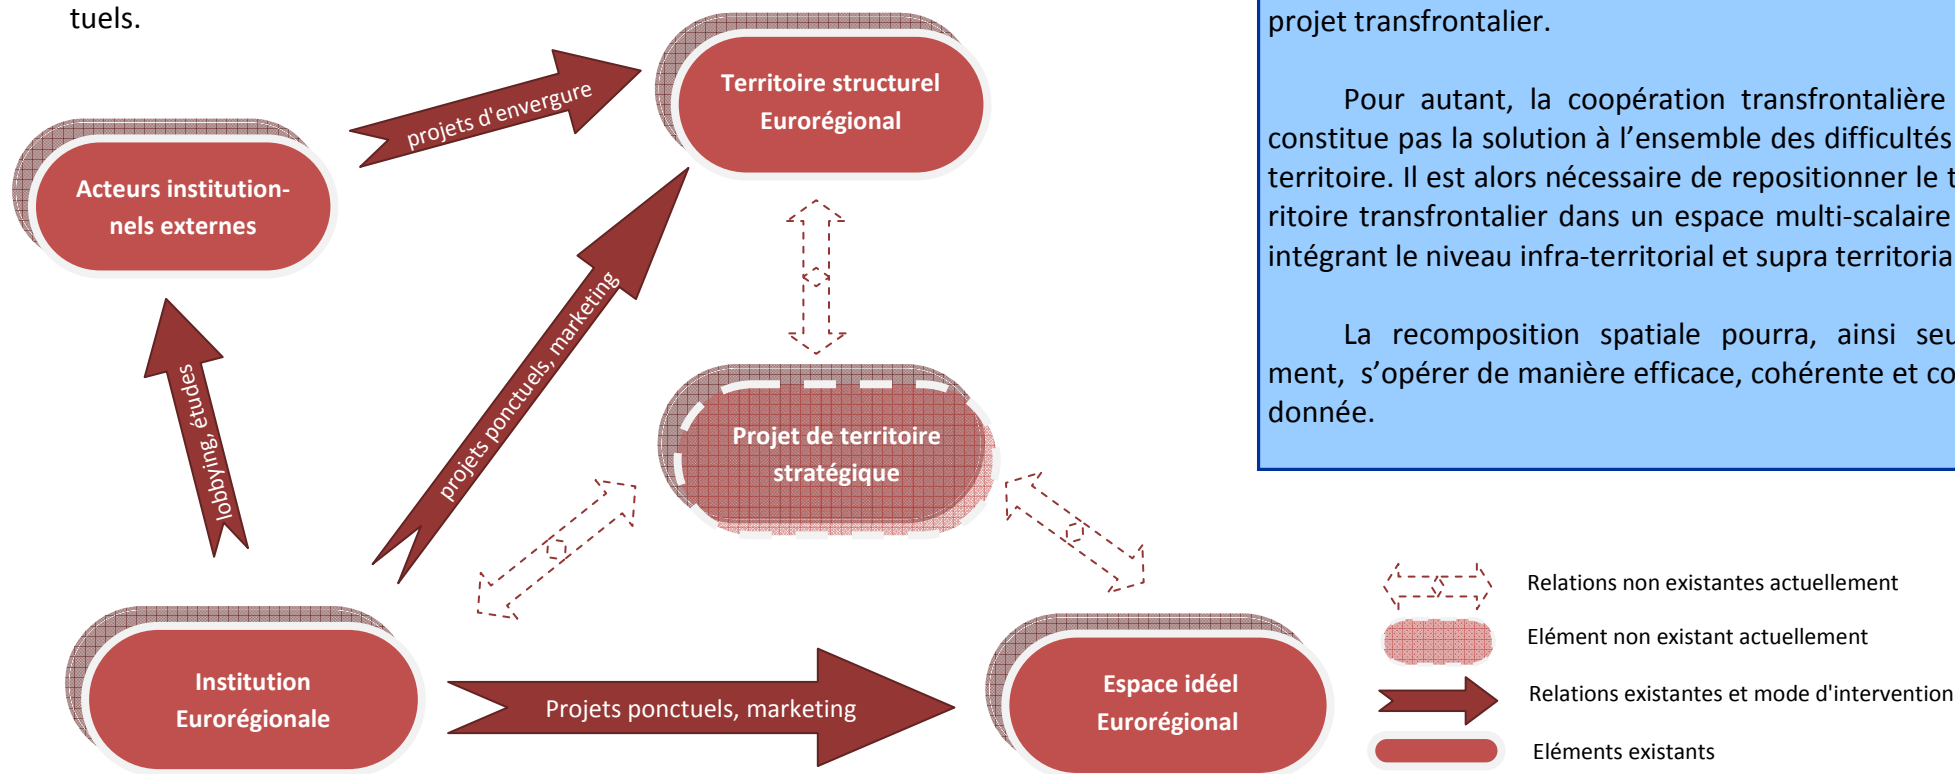 tuels.
Territoire structurel
Eurorégional
projets d'envergure
Acteurs institution-
nels externes
projets ponctuels, marketing
lobbying, études
Projet de territoire
stratégique
Institution
Eurorégionale
Projets ponctuels, marketing
Espace idéel
Eurorégional
projet transfrontalier.
Pour autant, la coopération transfrontalière
constitue pas la solution à l’ensemble des difficultés
territoire. Il est alors nécessaire de repositionner le t
ritoire transfrontalier dans un espace multi-scalaire
intégrant le niveau infra-territorial et supra territoria
La recomposition spatiale pourra, ainsi seu
ment, s’opérer de manière efficace, cohérente et co
donnée.
Relations non existantes actuellement
Elément non existant actuellement
Relations existantes et mode d'intervention
Eléments existants